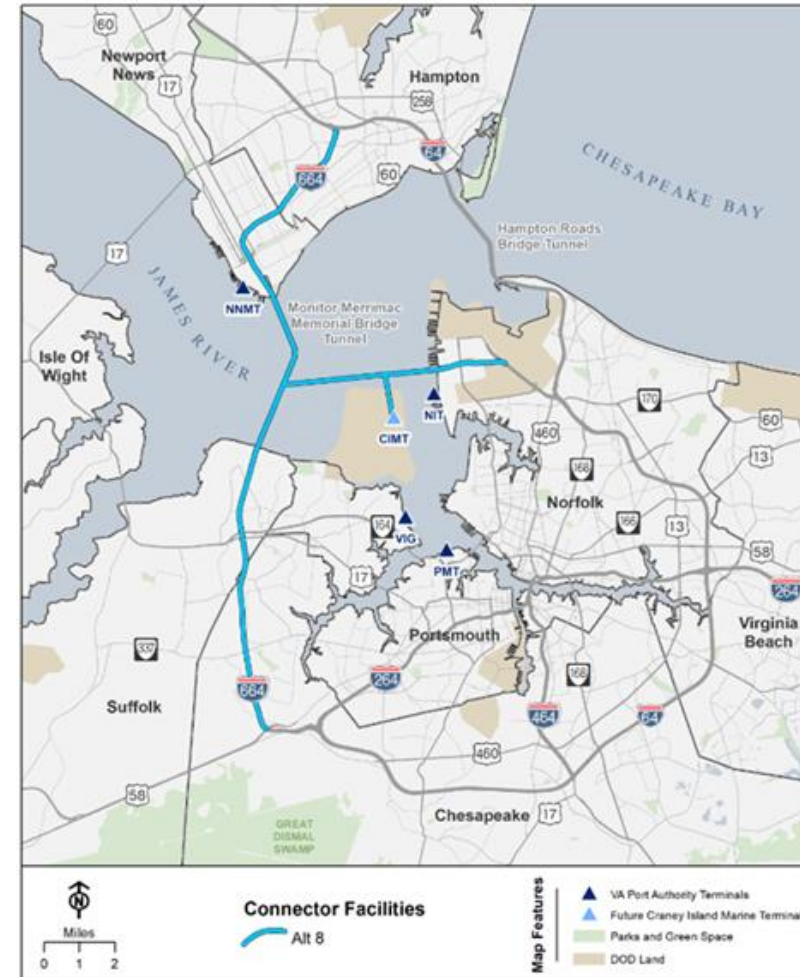 60
Newport
News
17
Hampton
258
64
664
60
CHESAPEAKE BAY
Hampton Roads
Bridge-Tunnel
17
JAMES RIVER
NNMT
Monitor Merrimac
Memorial Bridge
Tunnel
Isle Of
Wight
170
NIT
CIMT
460
60
13
168
Norfolk
166
13
164
VIG
PMT
58
17
264
Portsmouth
Virginia
Beach
337
264
168
664
Suffolk
464
64
460
58
Chesapeake
17
GREAT
DISMAL
SWAMP
N
Miles
0 1 2
Connector Facilities
Alt 8
Map Features
VA Port Authority Terminals
Future Craney Island Marine Termina
Parks and Green Space
DOD Land